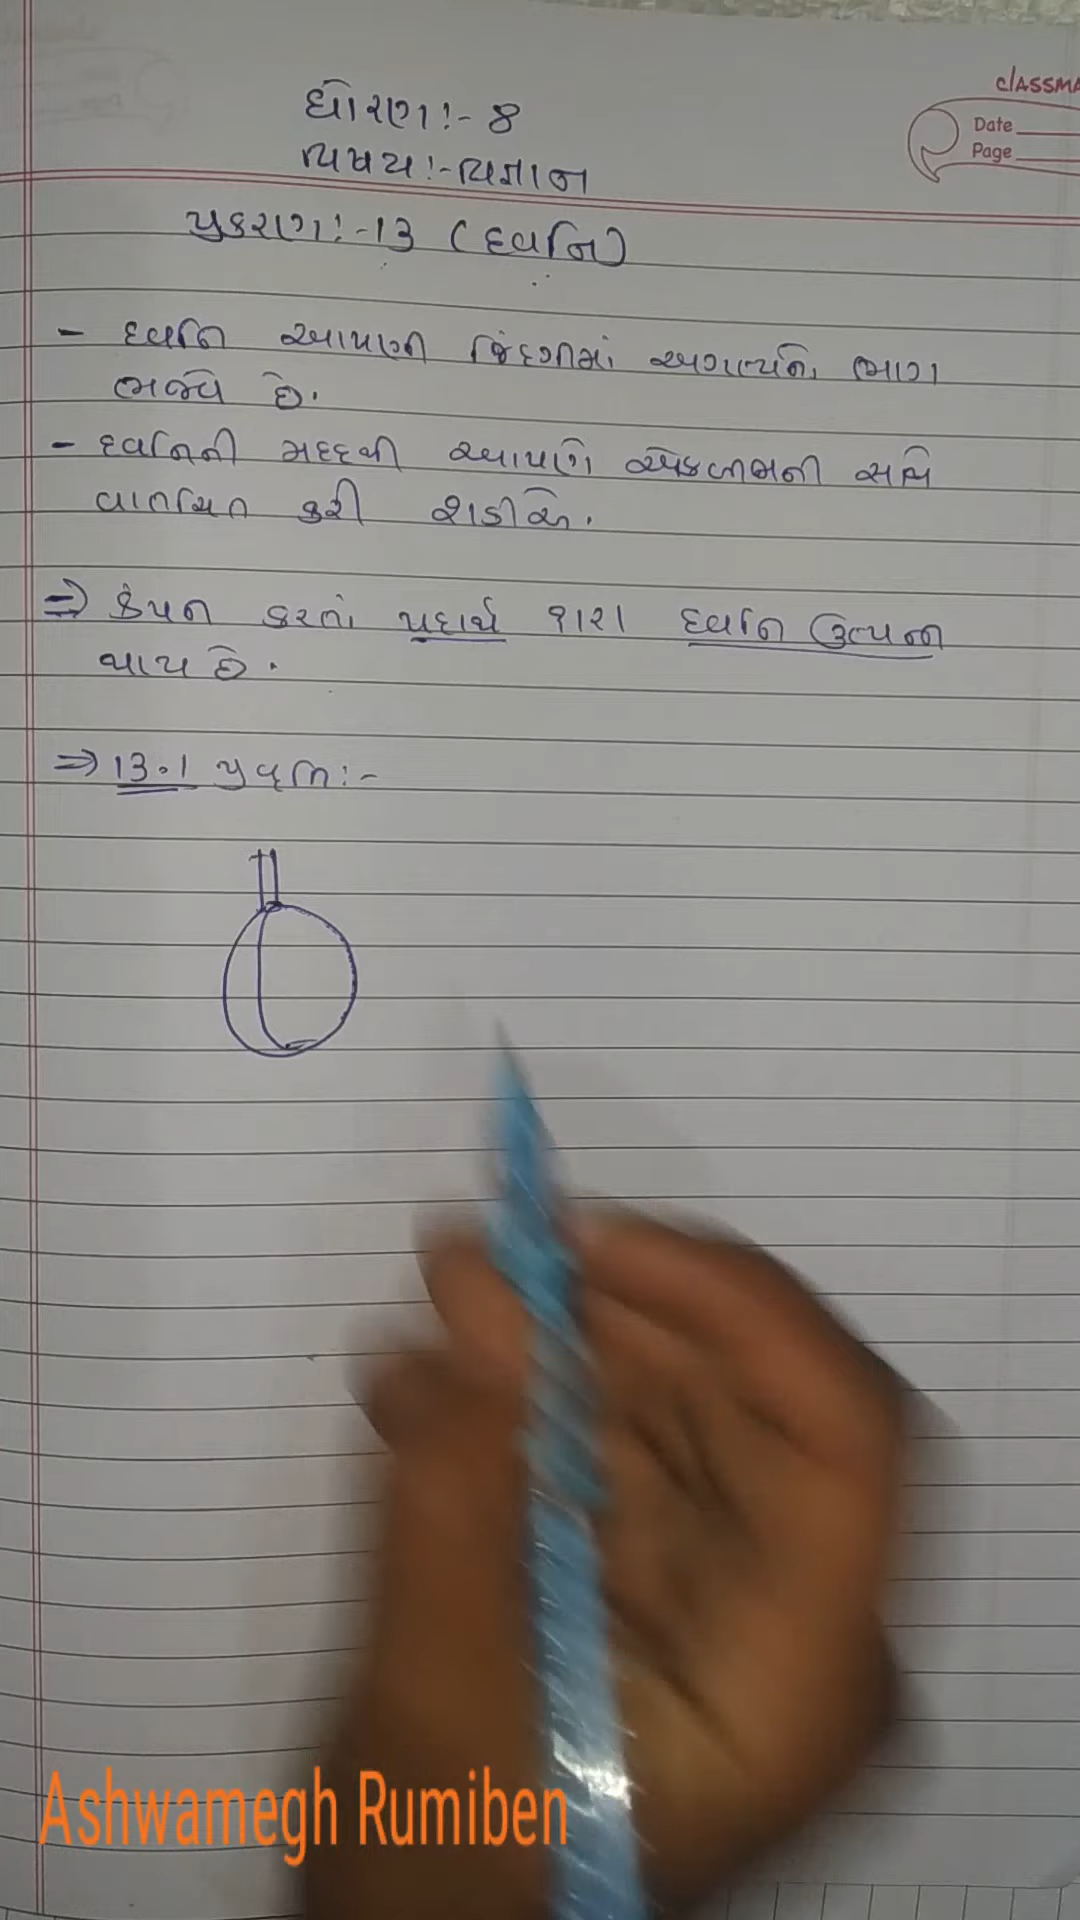 ધોરણ:- 8
વિષય:- વિજ્ઞાન
classma
Date
Page
પ્રકરણ:- 13 (ધ્વનિ)
- ધ્વનિ આપણી જિંદગીમાં અગત્યનો ભાગ
ભજવે છે.
- ધ્વનિની મદદથી આપણે એકબીજાની સાથે
વાતચિત કરી શકીએ.
⇒ કંપન કરતાં પદાર્થ દ્વારા ધ્વનિ ઉત્પન્ન
થાય છે.
⇒ 13.1 પ્રવૃત્તિ:-
Ashwamegh Rumiben